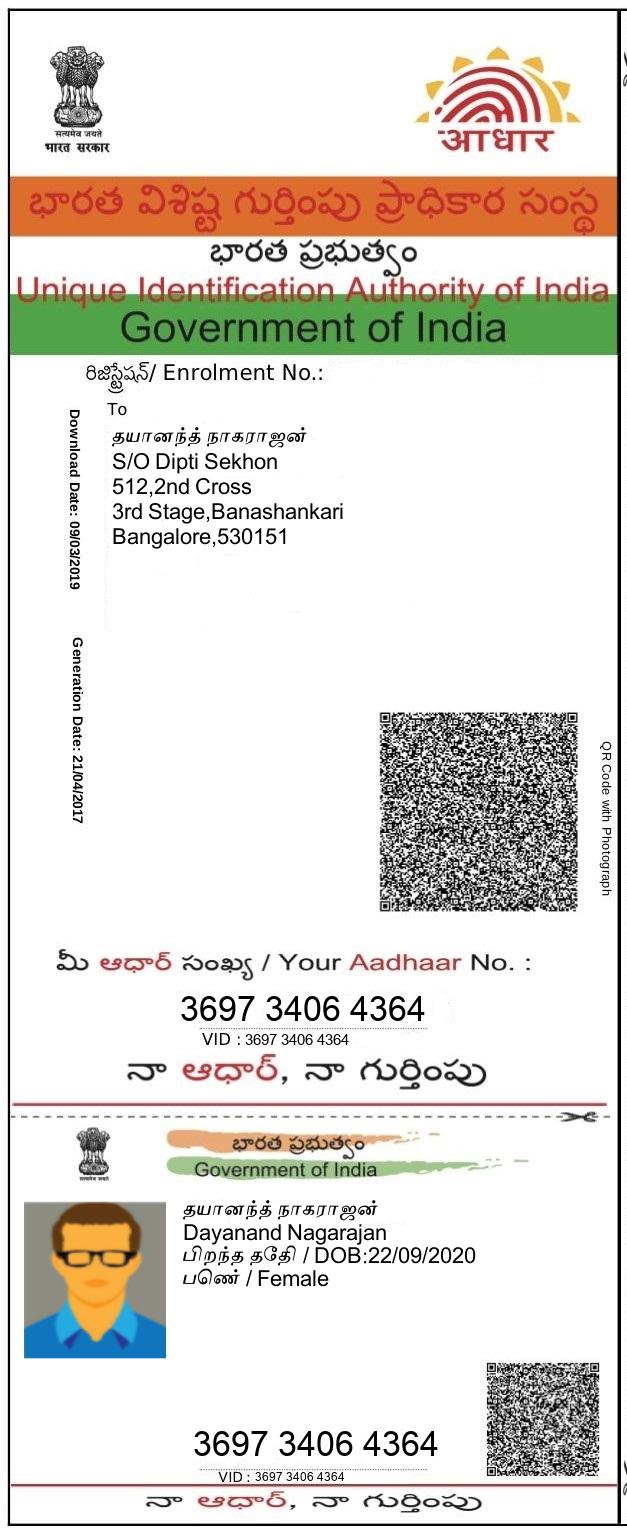 सत्यमेव जयते
भारत सरकार
आधार
భారత విశిష్ట గుర్తింపు ప్రాధికార సంస్థ
భారత ప్రభుత్వం
Unique Identification Authority of India
Government of India
రిజిస్ట్రేషన్/ Enrolment No.:
To
தயானந்த் நாகராஜன்
S/O Dipti Sekhon
512,2nd Cross
3rd Stage,Banashankari
Bangalore,530151
Download Date: 09/03/2019
Generation Date: 21/04/2017
QR Code with Photograph
మీ ఆధార్ సంఖ్య / Your Aadhaar No. :
3697 3406 4364
VID : 3697 3406 4364
నా ఆధార్, నా గుర్తింపు
భారత ప్రభుత్వం
Government of India
தயானந்த் நாகராஜன்
Dayanand Nagarajan
பிறந்த தேதி / DOB:22/09/2020
பெண் / Female
3697 3406 4364
VID : 3697 3406 4364
నా ఆధార్, నా గుర్తింపు